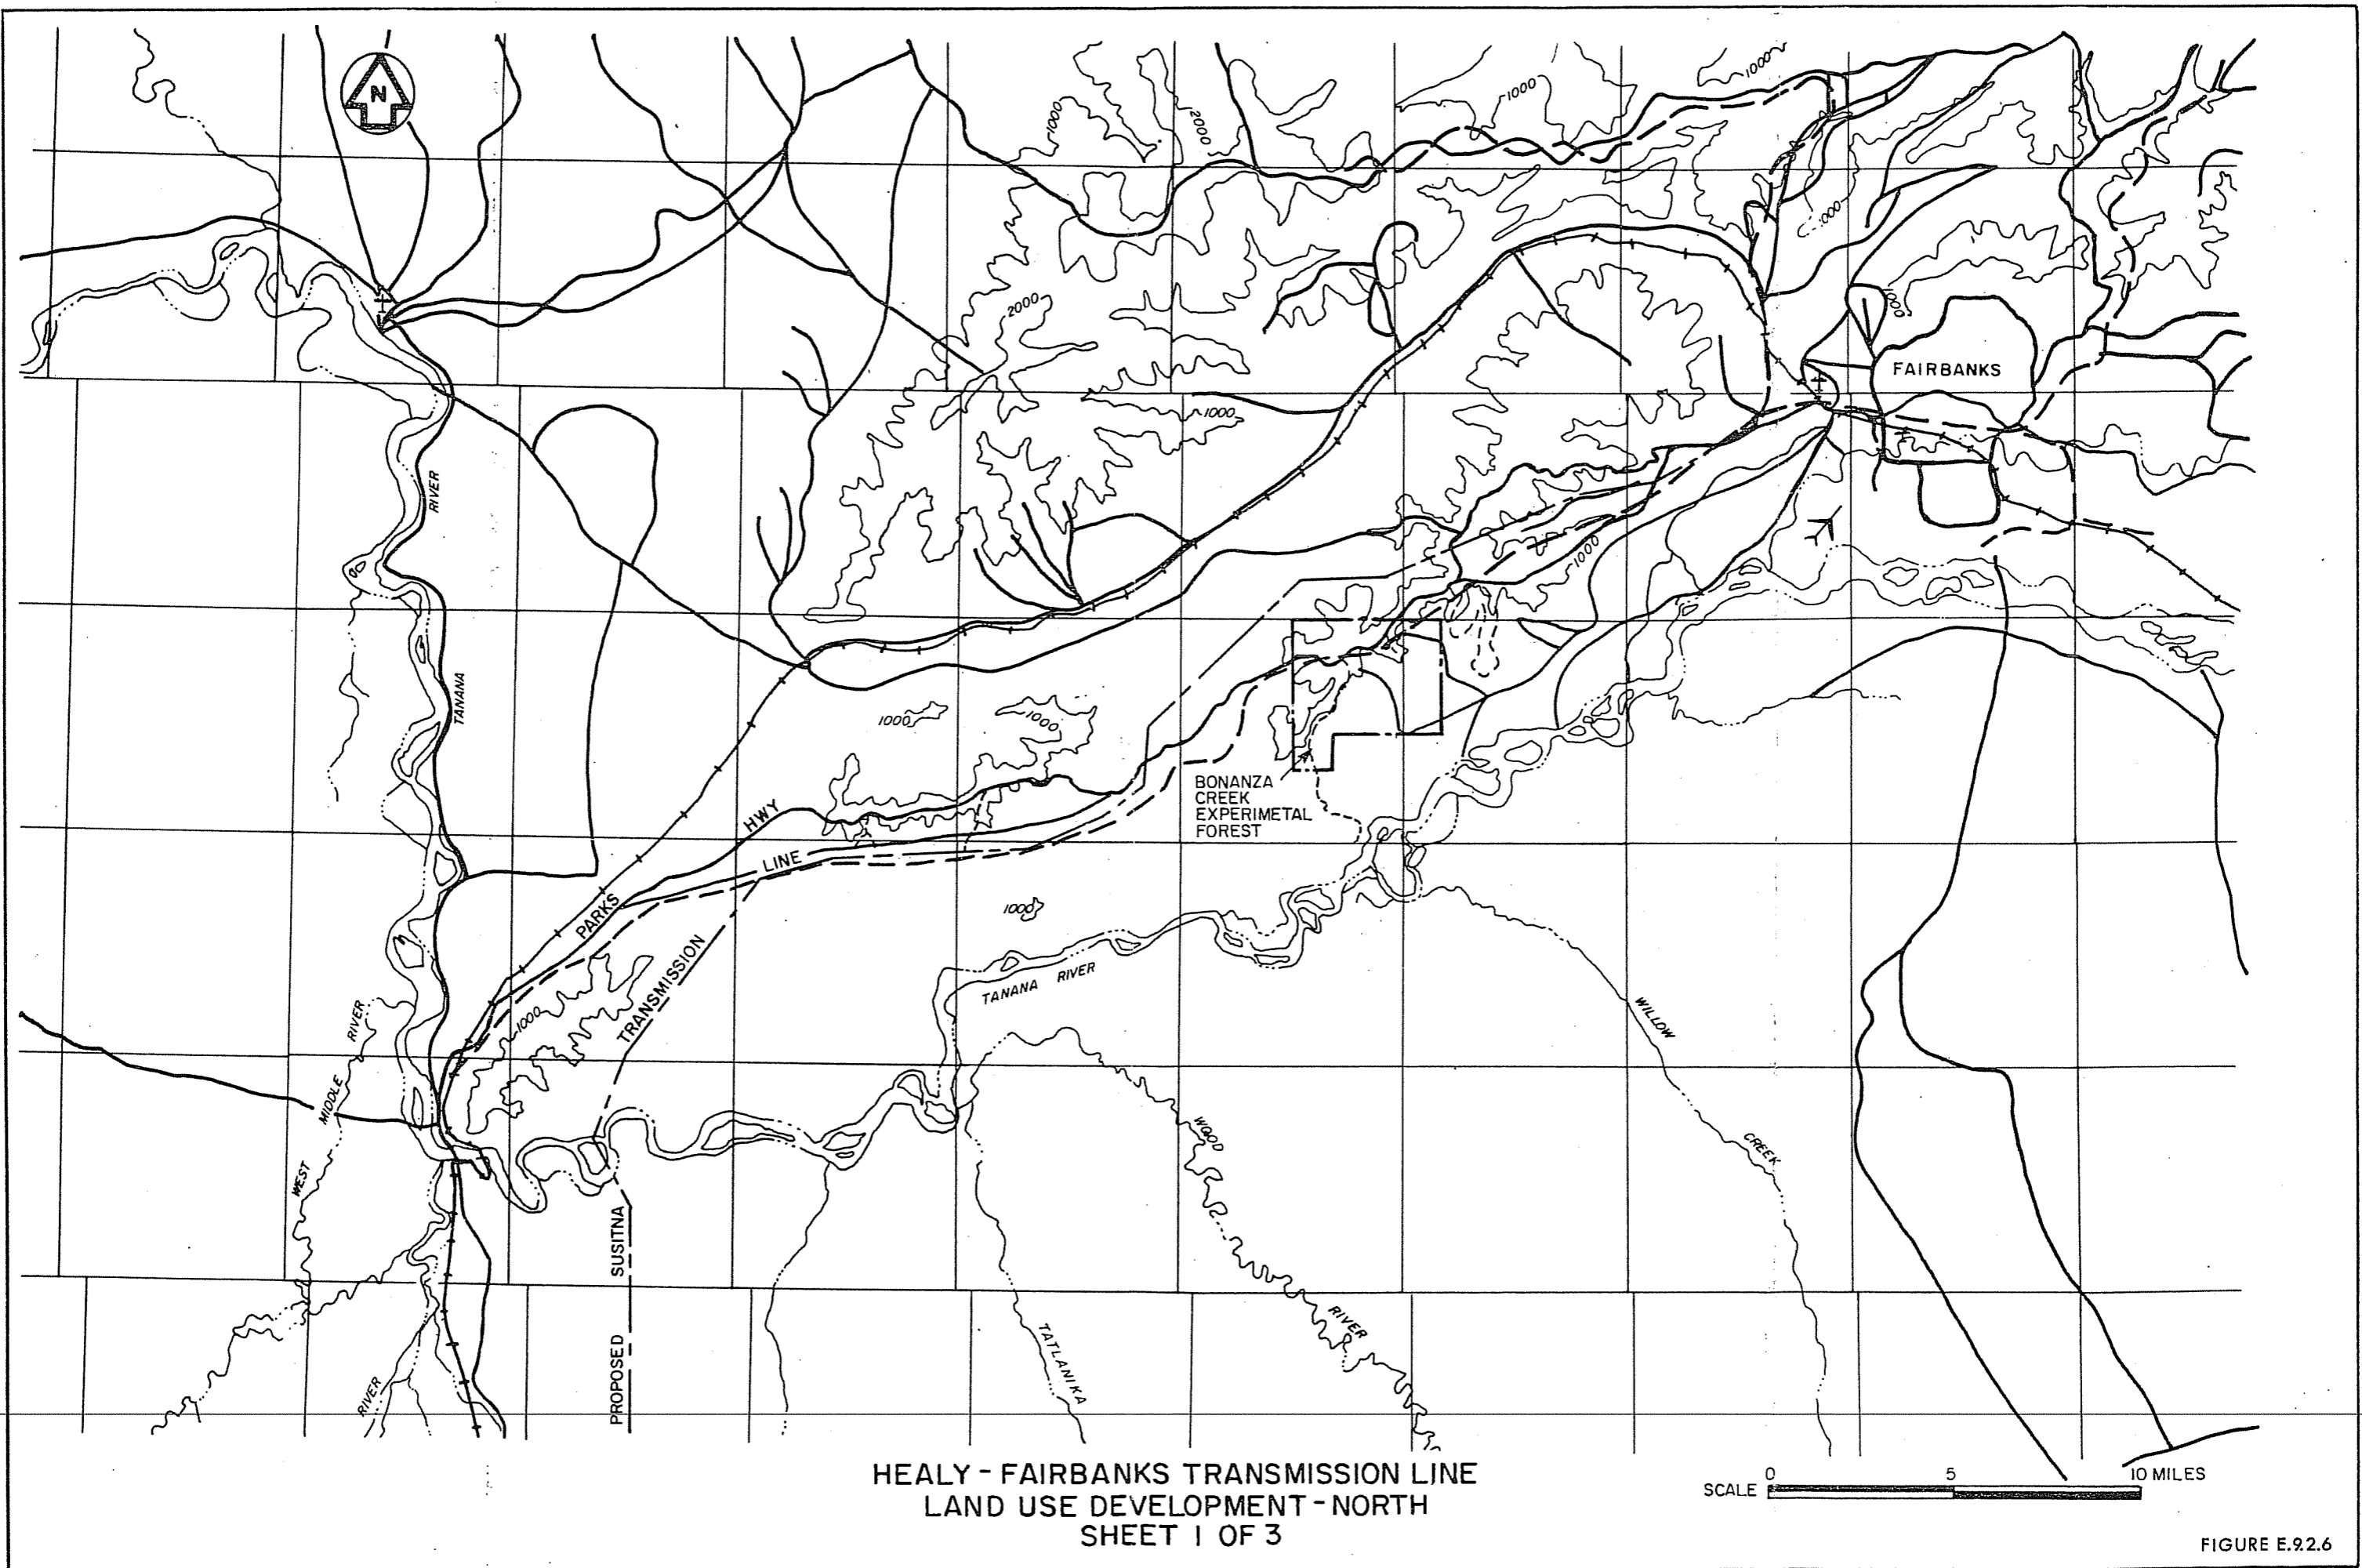 N
1000
2000
1000
1000
1000
1000
2000
1000
FAIRBANKS
1000
RIVER
1000
TANANA
1000
1000
BONANZA
CREEK
EXPERIMETAL
FOREST
PARKS HWY
LINE
1000
TRANSMISSION
1000
TANANA RIVER
WILLOW
CREEK
WEST MIDDLE RIVER
WOOD
RIVER
PROPOSED SUSITNA
TATLANIKA
RIVER
HEALY - FAIRBANKS TRANSMISSION LINE
LAND USE DEVELOPMENT - NORTH
SHEET 1 OF 3
SCALE 0 5 10 MILES
FIGURE E.9.2.6